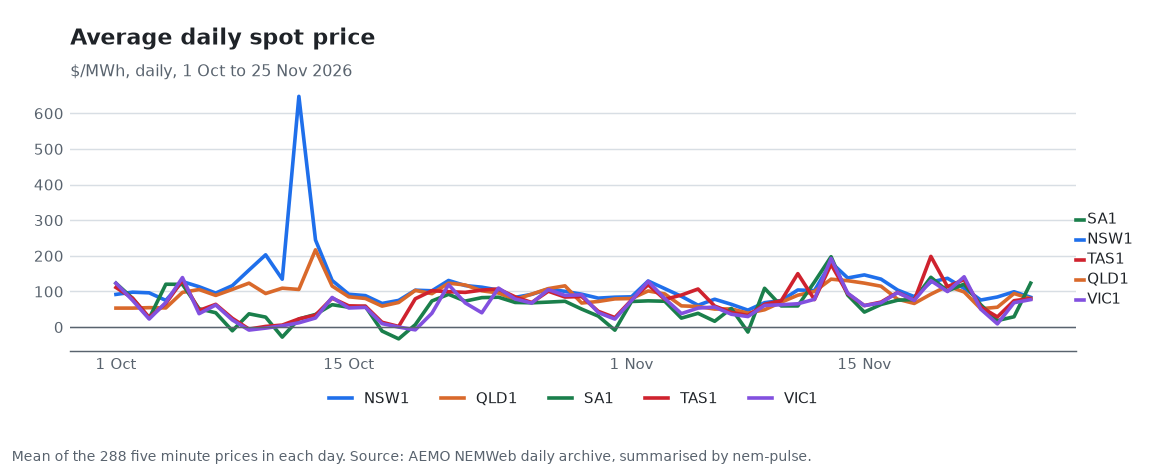 Average daily spot price
$/MWh, daily, 1 Oct to 25 Nov 2026
600
500
400
300
200
100
0
SA1
NSW1
TAS1
QLD1
VIC1
1 Oct
15 Oct
1 Nov
15 Nov
NSW1
QLD1
SA1
TAS1
VIC1
Mean of the 288 five minute prices in each day. Source: AEMO NEMWeb daily archive, summarised by nem-pulse.